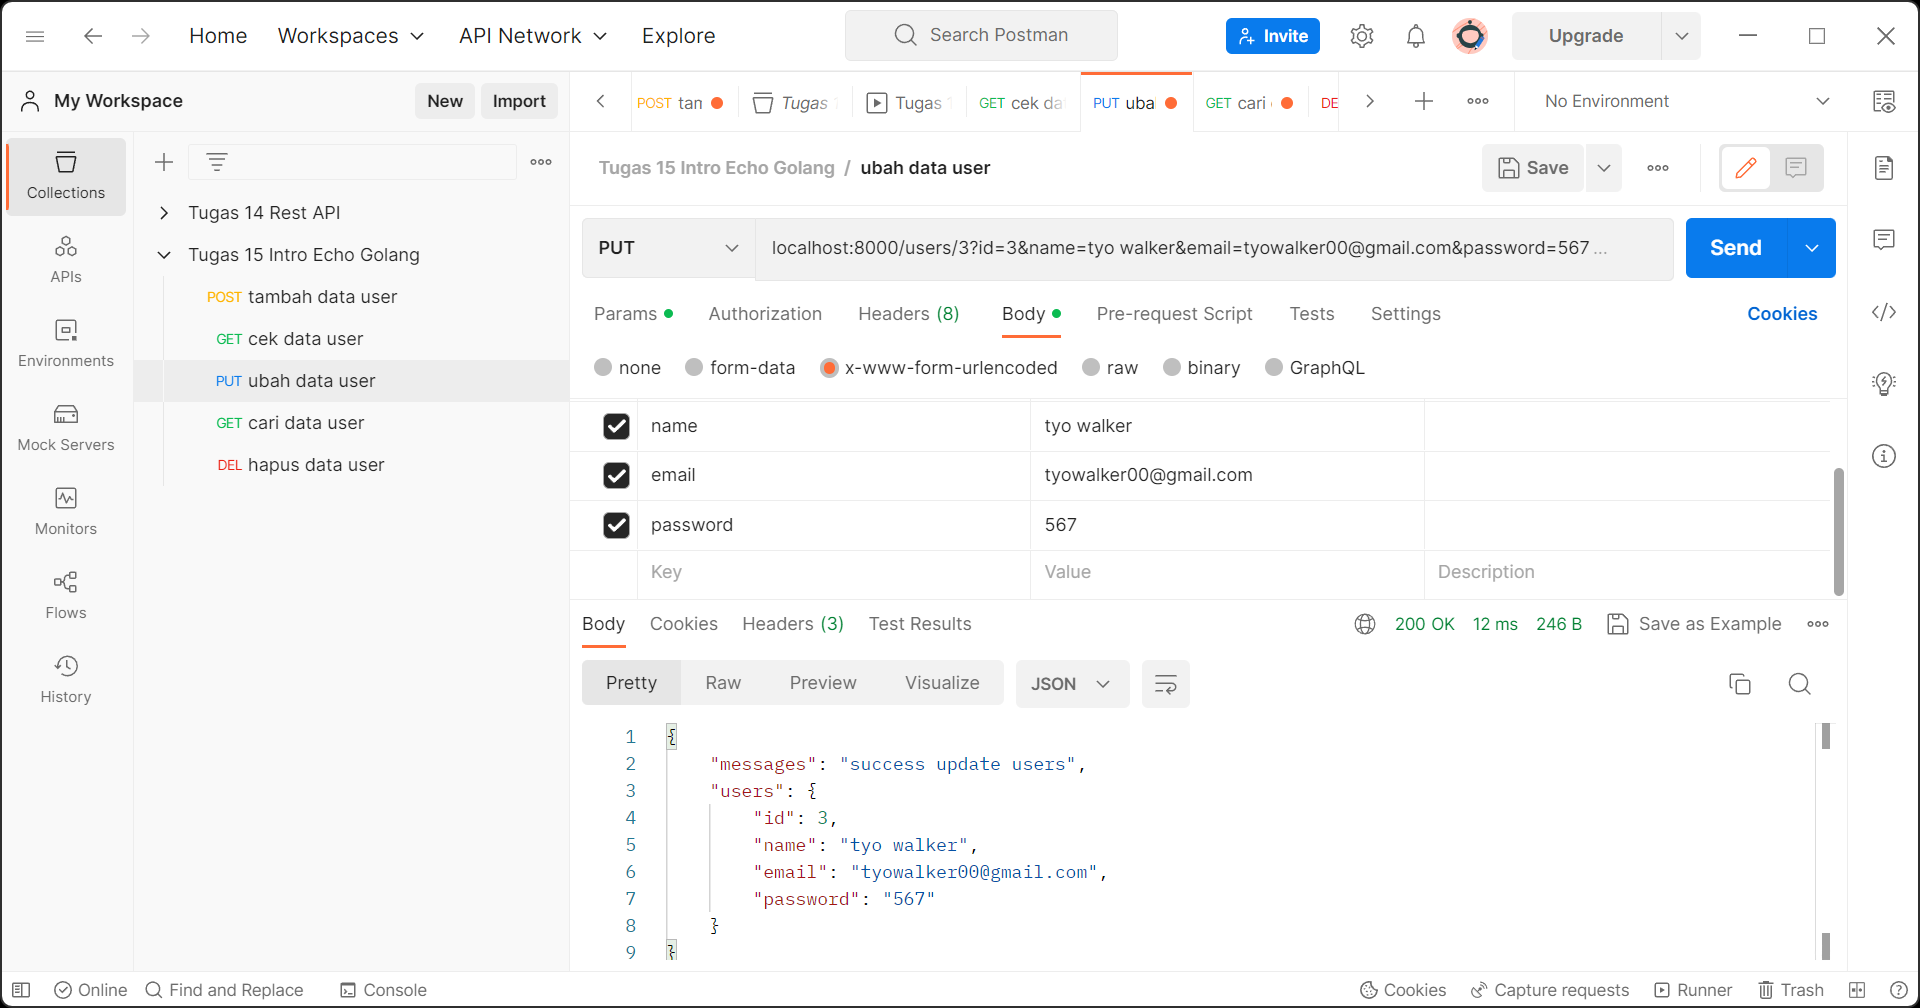 Home Workspaces API Network Explore Search Postman Invite Upgrade
My Workspace New Import
POST tam Tugas Tugas GET cek da PUT uba GET cari DE No Environment
Collections
APIs
Environments
Mock Servers
Monitors
Flows
History
Tugas 14 Rest API
Tugas 15 Intro Echo Golang
POST tambah data user
GET cek data user
PUT ubah data user
GET cari data user
DEL hapus data user
Tugas 15 Intro Echo Golang / ubah data user Save
PUT localhost:8000/users/3?id=3&name=tyo walker&email=tyowalker00@gmail.com&password=567 ... Send
Params Authorization Headers (8) Body Pre-request Script Tests Settings Cookies
none form-data x-www-form-urlencoded raw binary GraphQL
name tyo walker
email tyowalker00@gmail.com
password 567
Key Value Description
Body Cookies Headers (3) Test Results 200 OK 12 ms 246 B Save as Example
Pretty Raw Preview Visualize JSON
1 {
2 "messages": "success update users",
3 "users": {
4 "id": 3,
5 "name": "tyo walker",
6 "email": "tyowalker00@gmail.com",
7 "password": "567"
8 }
9 }
Online Find and Replace Console Cookies Capture requests Runner Trash